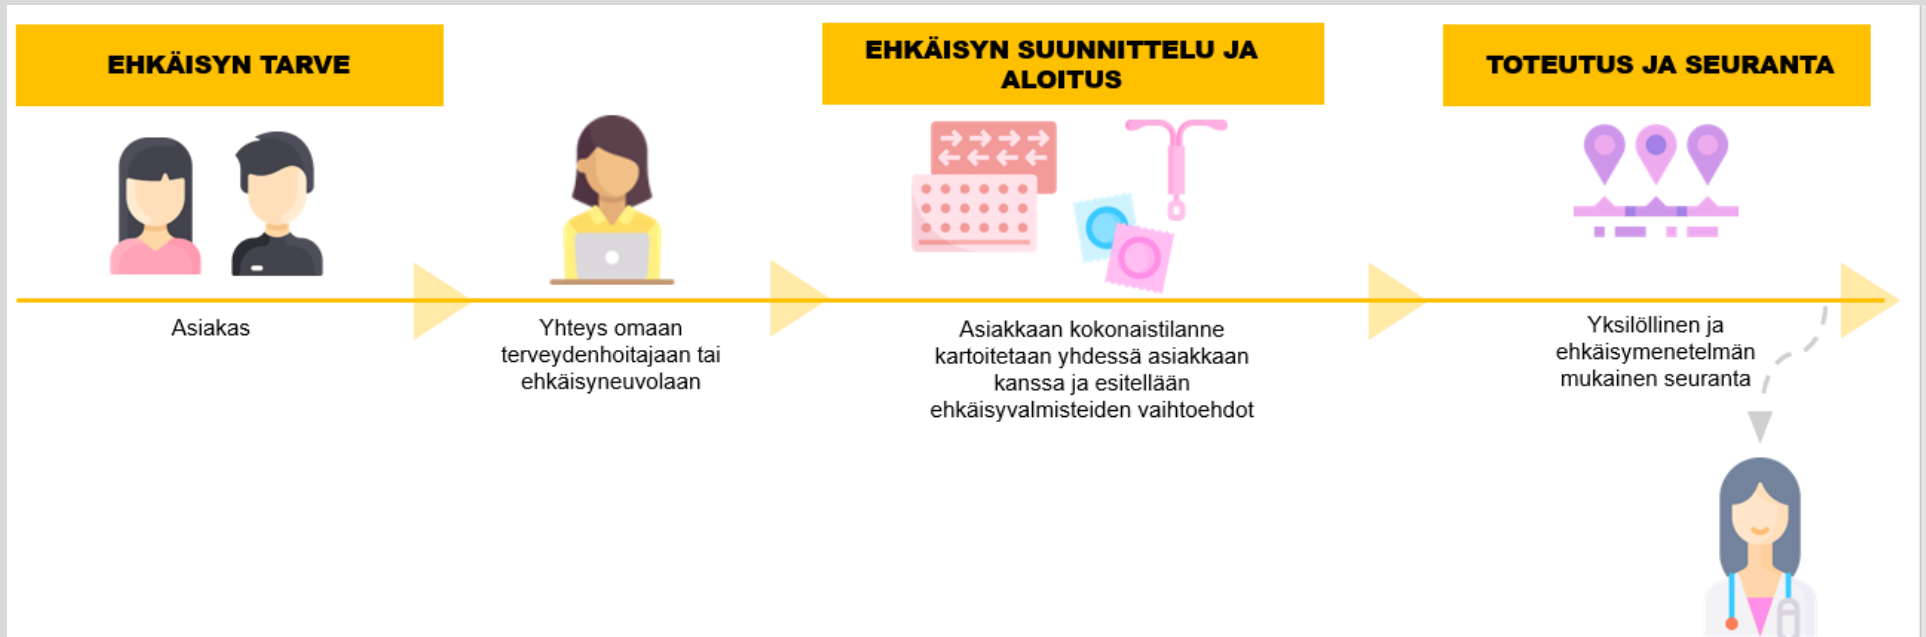 EHKÄISYN TARVE
EHKÄISYN SUUNNITTELU JA
ALOITUS
TOTEUTUS JA SEURANTA
Asiakas
Yhteys omaan
terveydenhoitajaan tai
ehkäisyneuvolaan
Asiakkaan kokonaistilanne
kartoitetaan yhdessä asiakkaan
kanssa ja esitellään
ehkäisyvalmisteiden vaihtoehdot
Yksilöllinen ja
ehkäisymenetelmän
mukainen seuranta